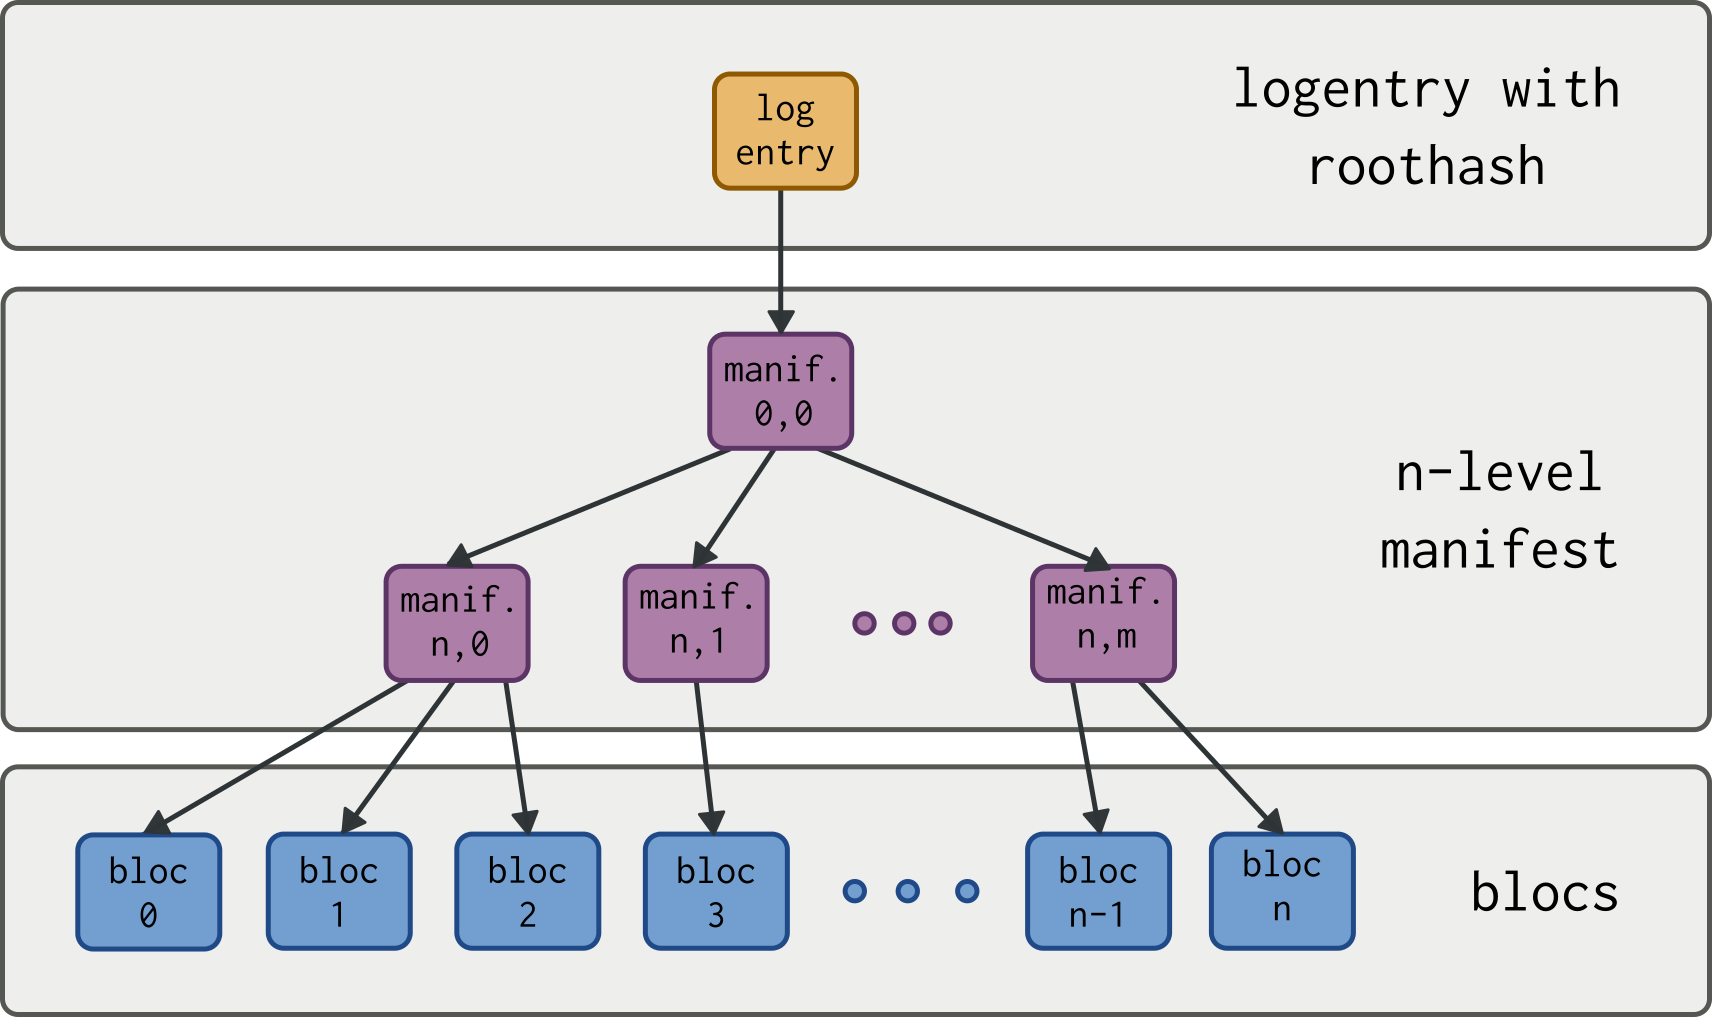 log
entry
logentry with
roothash
manif.
0,0
n-level
manifest
manif.
n,0
manif.
n,1
manif.
n,m
bloc
0
bloc
1
bloc
2
bloc
3
bloc
n-1
bloc
n
blocs